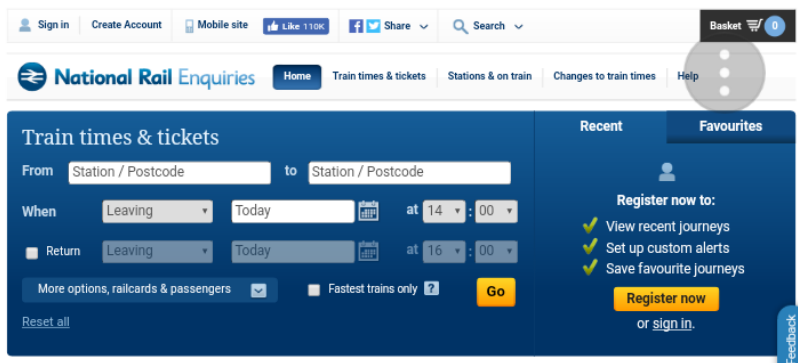 Sign in Create Account Mobile site Like 110K Share Search Basket 0
National Rail Enquiries Home Train times & tickets Stations & on train Changes to train times Help
Train times & tickets
From Station / Postcode to Station / Postcode
When Leaving Today at 14 : 00
Return Leaving Today at 16 : 00
More options, railcards & passengers Fastest trains only ? Go
Reset all
Recent Favourites
Register now to:
View recent journeys
Set up custom alerts
Save favourite journeys
Register now
or sign in.
Feedback